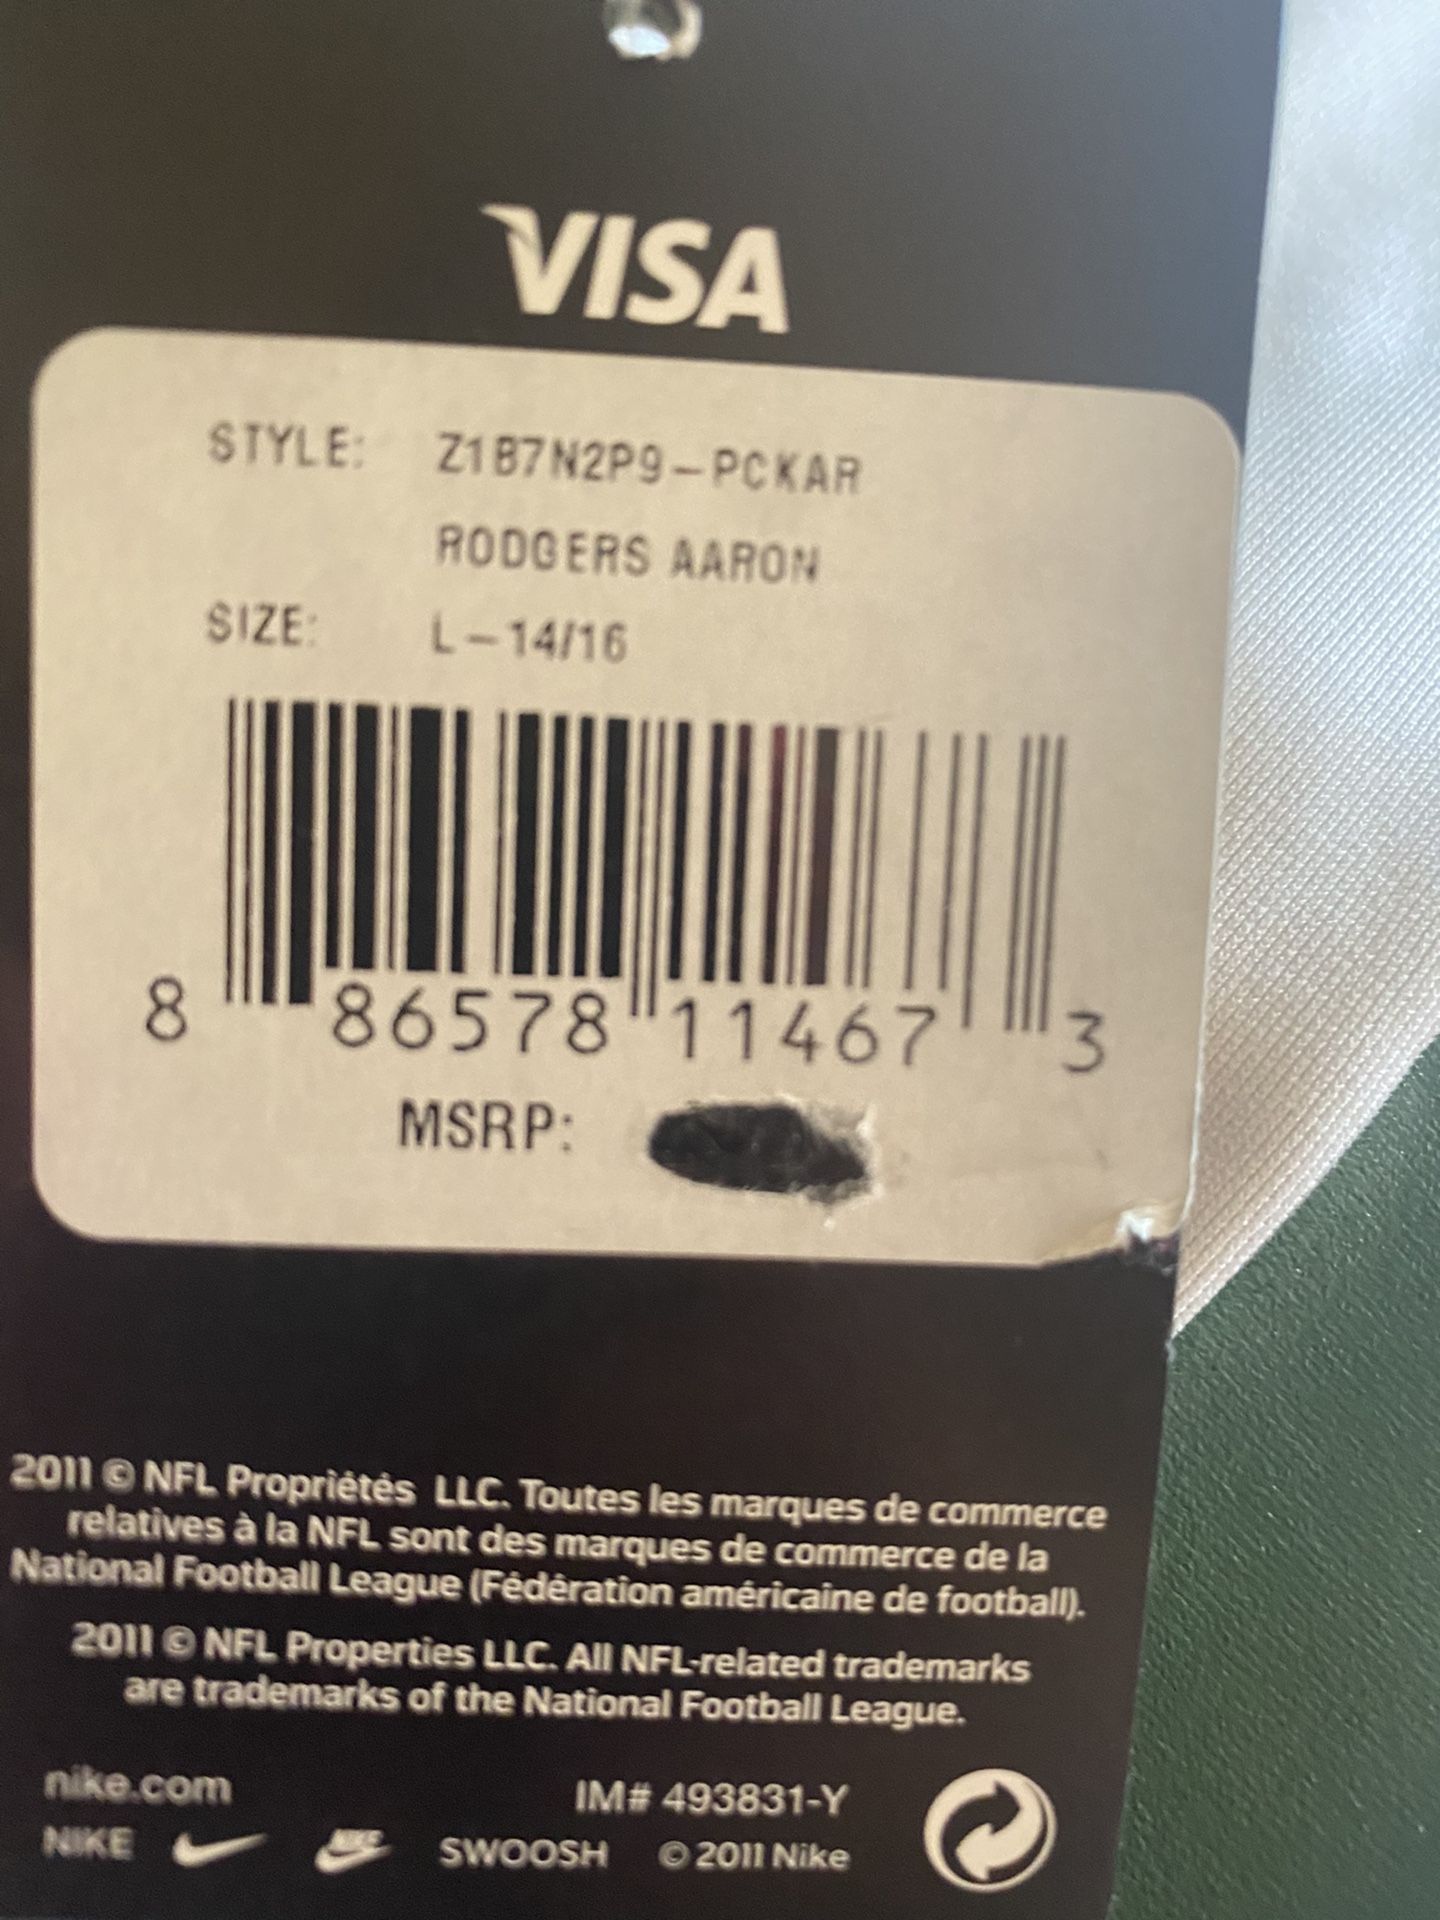 VISA
STYLE: Z1B7N2P9-PCKAR
RODGERS AARON
SIZE: L-14/16
8 86578 11467 3
MSRP:
2011 © NFL Propriétés LLC. Toutes les marques de commerce
relatives à la NFL sont des marques de commerce de la
National Football League (Fédération américaine de football).
2011 © NFL Properties LLC. All NFL-related trademarks
are trademarks of the National Football League.
nike.com IM# 493831-Y
NIKE NIKE SWOOSH © 2011 Nike